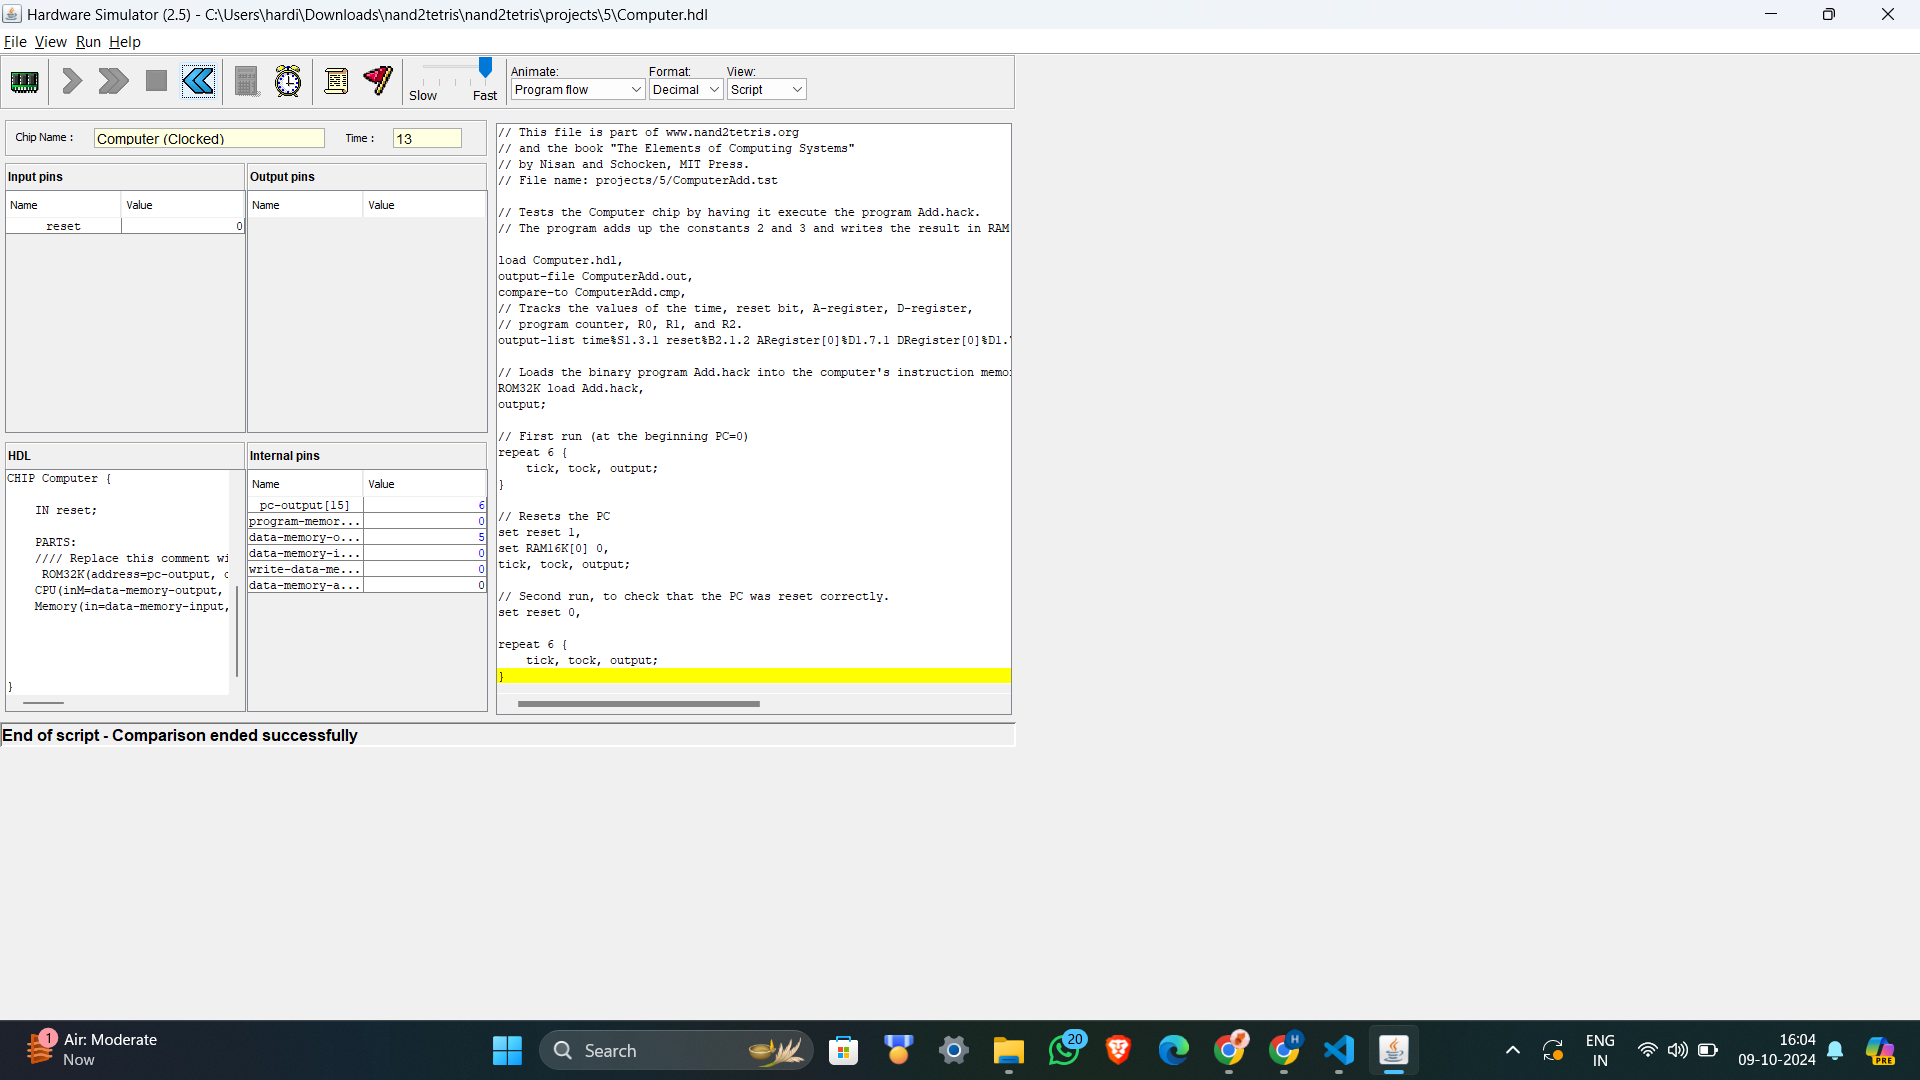 Hardware Simulator (2.5) - C:\Users\hardi\Downloads\nand2tetris\nand2tetris\projects\5\Computer.hdl
File View Run Help
Slow Fast
Animate: Format: View:
Program flow Decimal Script
Chip Name : Computer (Clocked) Time : 13
Input pins
Name Value
reset 0
Output pins
Name Value
HDL
CHIP Computer {
IN reset;
PARTS:
//// Replace this comment wi
ROM32K(address=pc-output, c
CPU(inM=data-memory-output,
Memory(in=data-memory-input,
}
Internal pins
Name Value
pc-output[15] 6
program-memor... 0
data-memory-o... 5
data-memory-i... 0
write-data-me... 0
data-memory-a... 0
// This file is part of www.nand2tetris.org
// and the book "The Elements of Computing Systems"
// by Nisan and Schocken, MIT Press.
// File name: projects/5/ComputerAdd.tst
// Tests the Computer chip by having it execute the program Add.hack.
// The program adds up the constants 2 and 3 and writes the result in RAM
load Computer.hdl,
output-file ComputerAdd.out,
compare-to ComputerAdd.cmp,
// Tracks the values of the time, reset bit, A-register, D-register,
// program counter, R0, R1, and R2.
output-list time%S1.3.1 reset%B2.1.2 ARegister[0]%D1.7.1 DRegister[0]%D1.
// Loads the binary program Add.hack into the computer's instruction memo
ROM32K load Add.hack,
output;
// First run (at the beginning PC=0)
repeat 6 {
tick, tock, output;
}
// Resets the PC
set reset 1,
set RAM16K[0] 0,
tick, tock, output;
// Second run, to check that the PC was reset correctly.
set reset 0,
repeat 6 {
tick, tock, output;
}
End of script - Comparison ended successfully
1 Air: Moderate
Now
Search
20
H
ENG
IN
16:04
09-10-2024
PRE